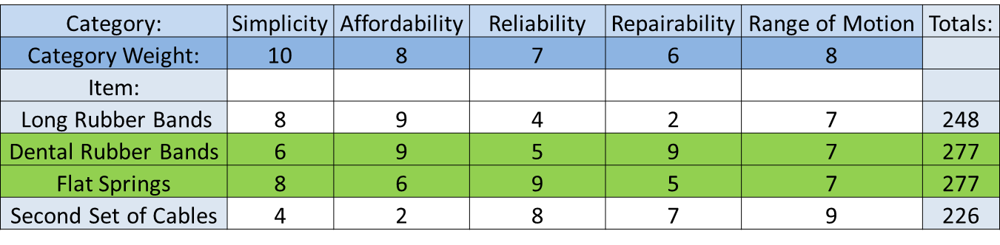 Category: Simplicity Affordability Reliability Repairability Range of Motion Totals:
Category Weight: 10 8 7 6 8
Item:
Long Rubber Bands 8 9 4 2 7 248
Dental Rubber Bands 6 9 5 9 7 277
Flat Springs 8 6 9 5 7 277
Second Set of Cables 4 2 8 7 9 226